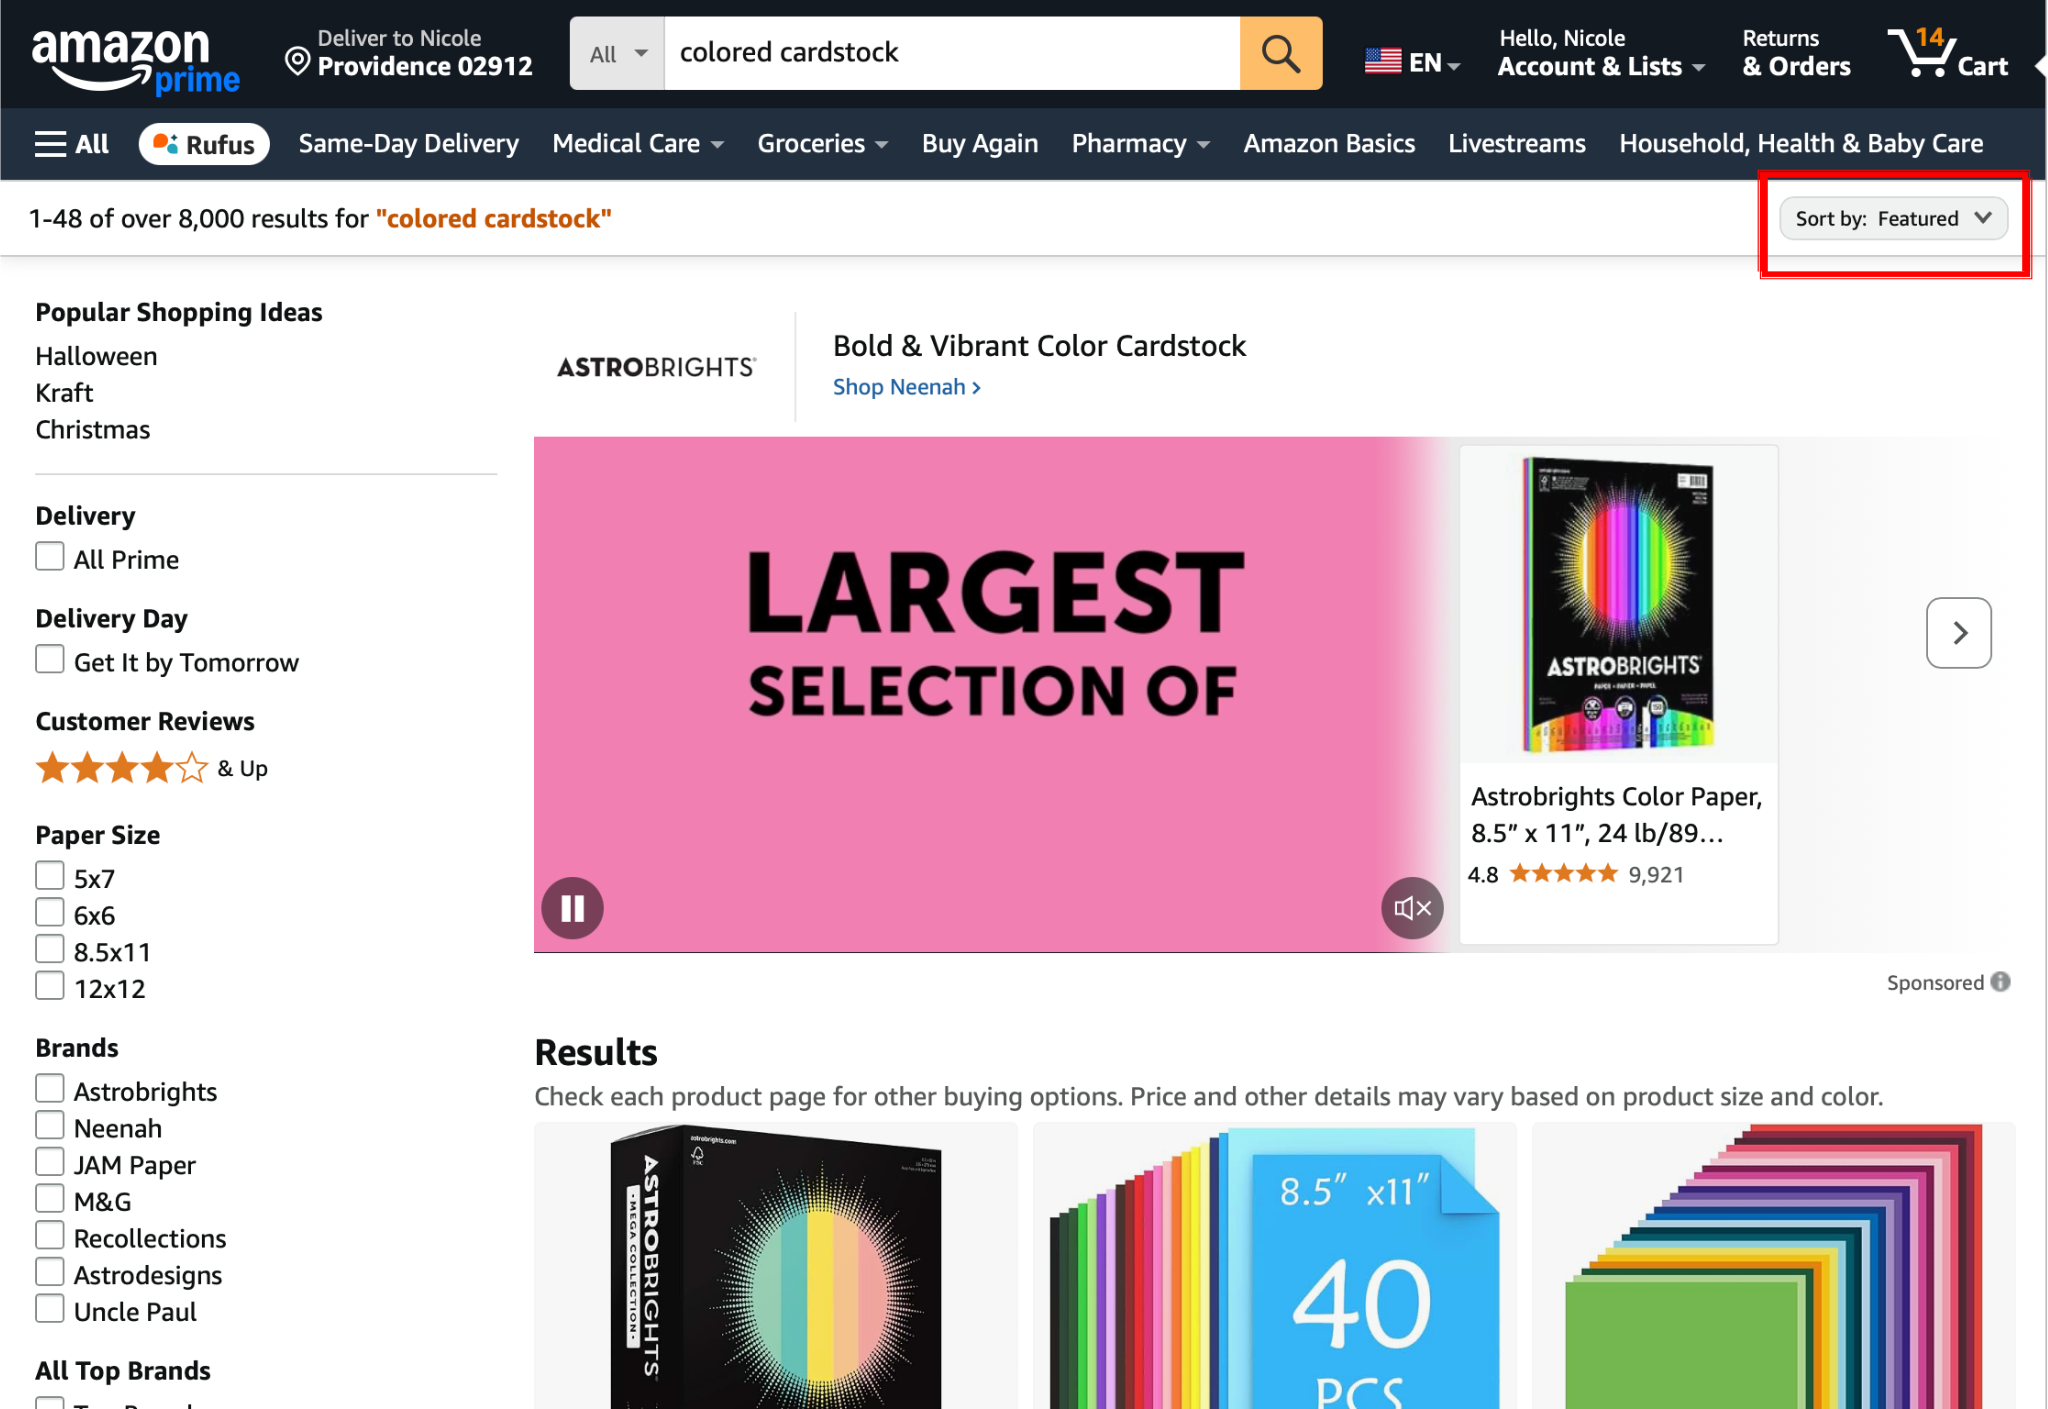 amazon
prime
Deliver to Nicole
Providence 02912
All
colored cardstock
EN
Hello, Nicole
Account & Lists
Returns
& Orders
14
Cart
All
Rufus
Same-Day Delivery
Medical Care
Groceries
Buy Again
Pharmacy
Amazon Basics
Livestreams
Household, Health & Baby Care
1-48 of over 8,000 results for "colored cardstock"
Sort by: Featured
Popular Shopping Ideas
Halloween
Kraft
Christmas
Delivery
All Prime
Delivery Day
Get It by Tomorrow
Customer Reviews
& Up
Paper Size
5x7
6x6
8.5x11
12x12
Brands
Astrobrights
Neenah
JAM Paper
M&G
Recollections
Astrodesigns
Uncle Paul
All Top Brands
ASTROBRIGHTS
Bold & Vibrant Color Cardstock
Shop Neenah ›
LARGEST
SELECTION OF
ASTROBRIGHTS
PAPER • PAPIER • PAPEL
Astrobrights Color Paper,
8.5” x 11”, 24 lb/89…
4.8
9,921
Sponsored
Results
Check each product page for other buying options. Price and other details may vary based on product size and color.
astrobrights.com
FSC
ASTROBRIGHTS
-MEGA COLLECTION-
8.5” x11”
40
PCS